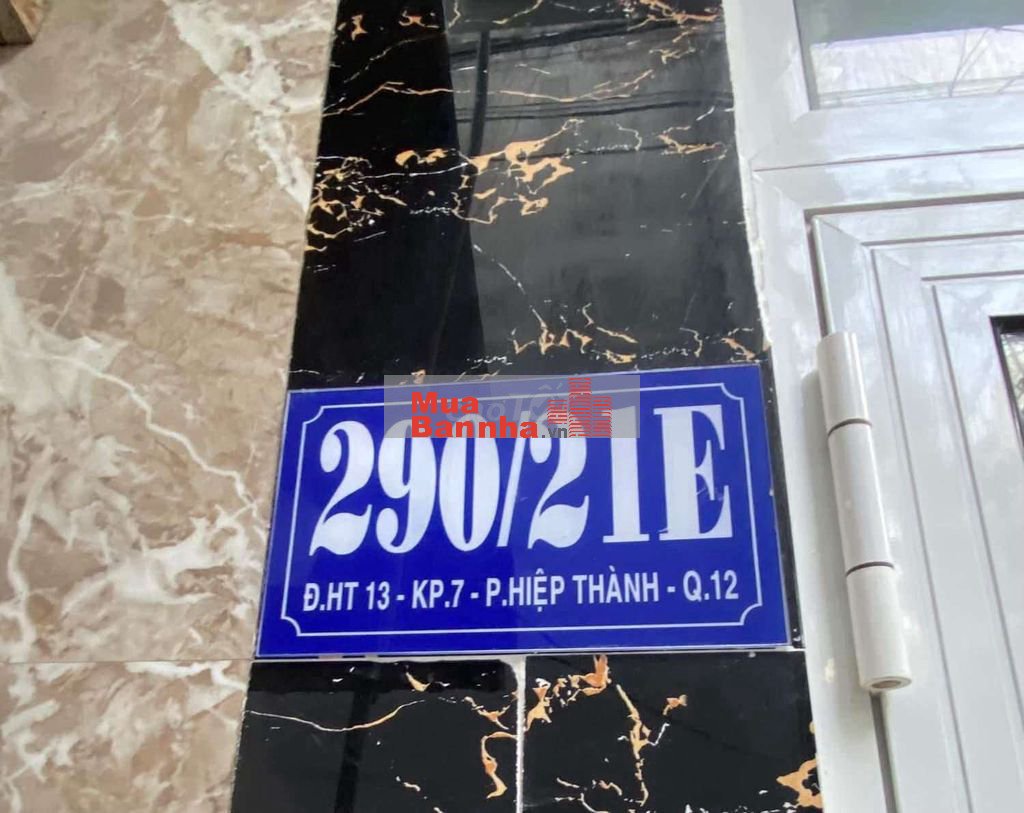 Mua
Bannha.vn
290/21E
Đ.HT 13 - KP.7 - P.HIỆP THÀNH - Q.12